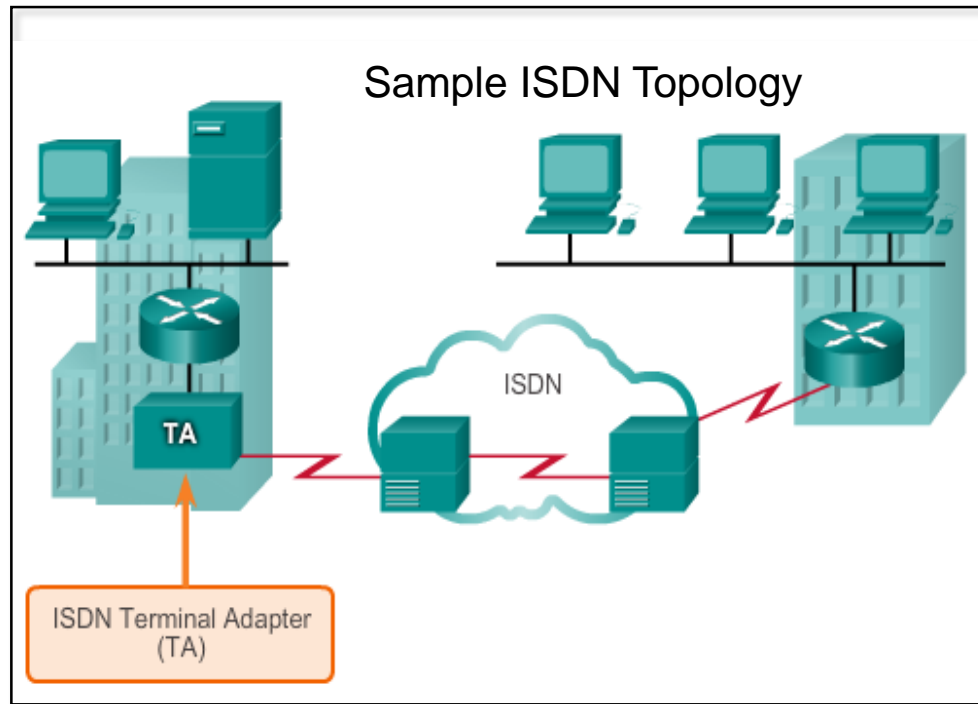 Sample ISDN Topology
ISDN
TA
ISDN Terminal Adapter
(TA)